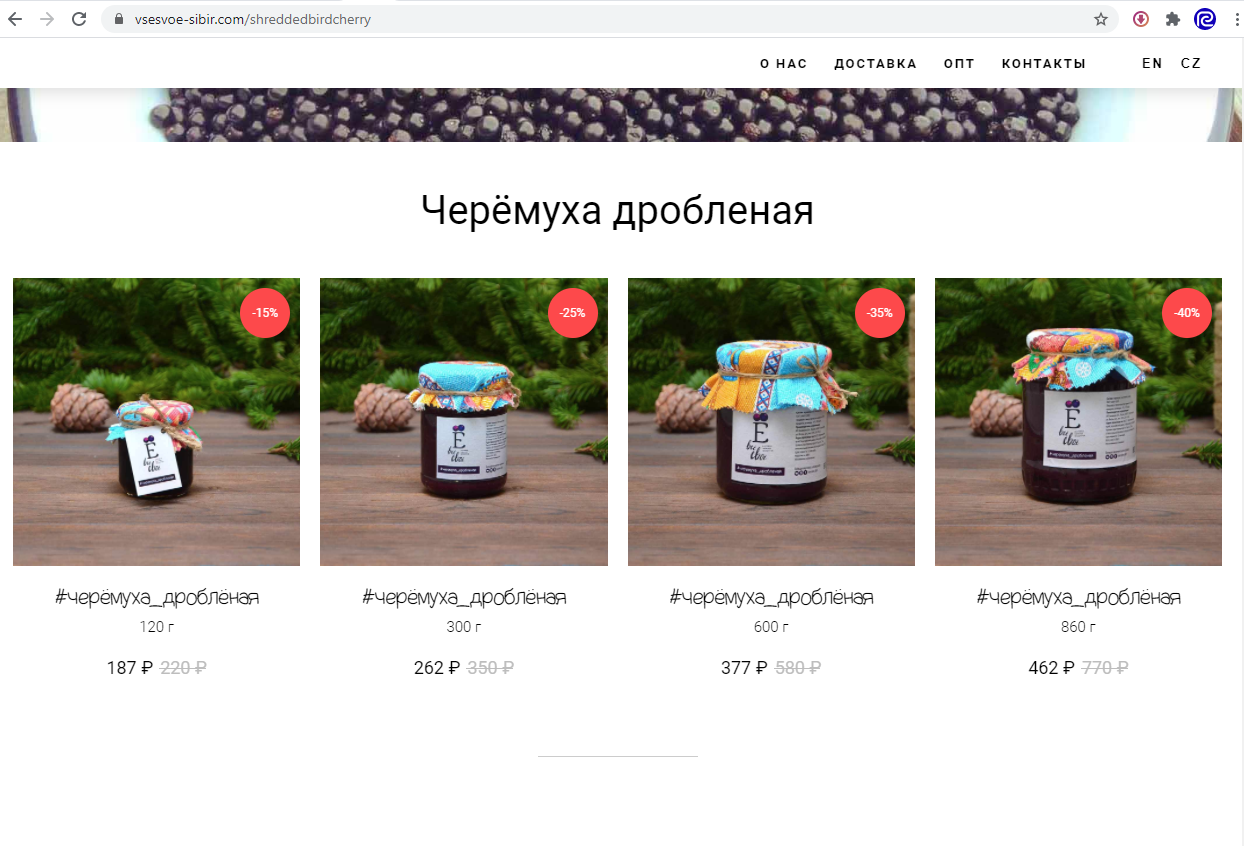 vsesvoe-sibir.com/shreddedbirdcherry
О НАС ДОСТАВКА ОПТ КОНТАКТЫ EN CZ
Черёмуха дробленая
-15% -25% -35% -40%
#черёмуха_дроблёная #черёмуха_дроблёная #черёмуха_дроблёная #черёмуха_дроблёная
120 г 300 г 600 г 860 г
187 ₽ 220 ₽ 262 ₽ 350 ₽ 377 ₽ 580 ₽ 462 ₽ 770 ₽